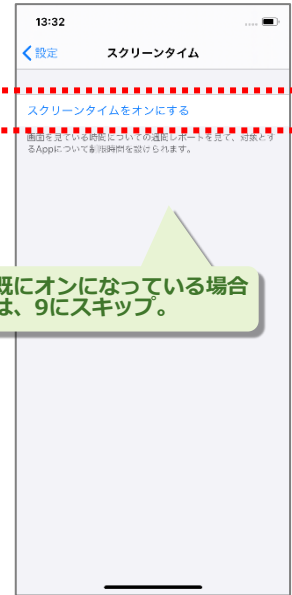 13:32
設定
スクリーンタイム
スクリーンタイムをオンにする
画面を見ている時間についての週間レポートを見て、対象とす
るAppについて制限時間を設けられます。
既にオンになっている場合
は、9にスキップ。